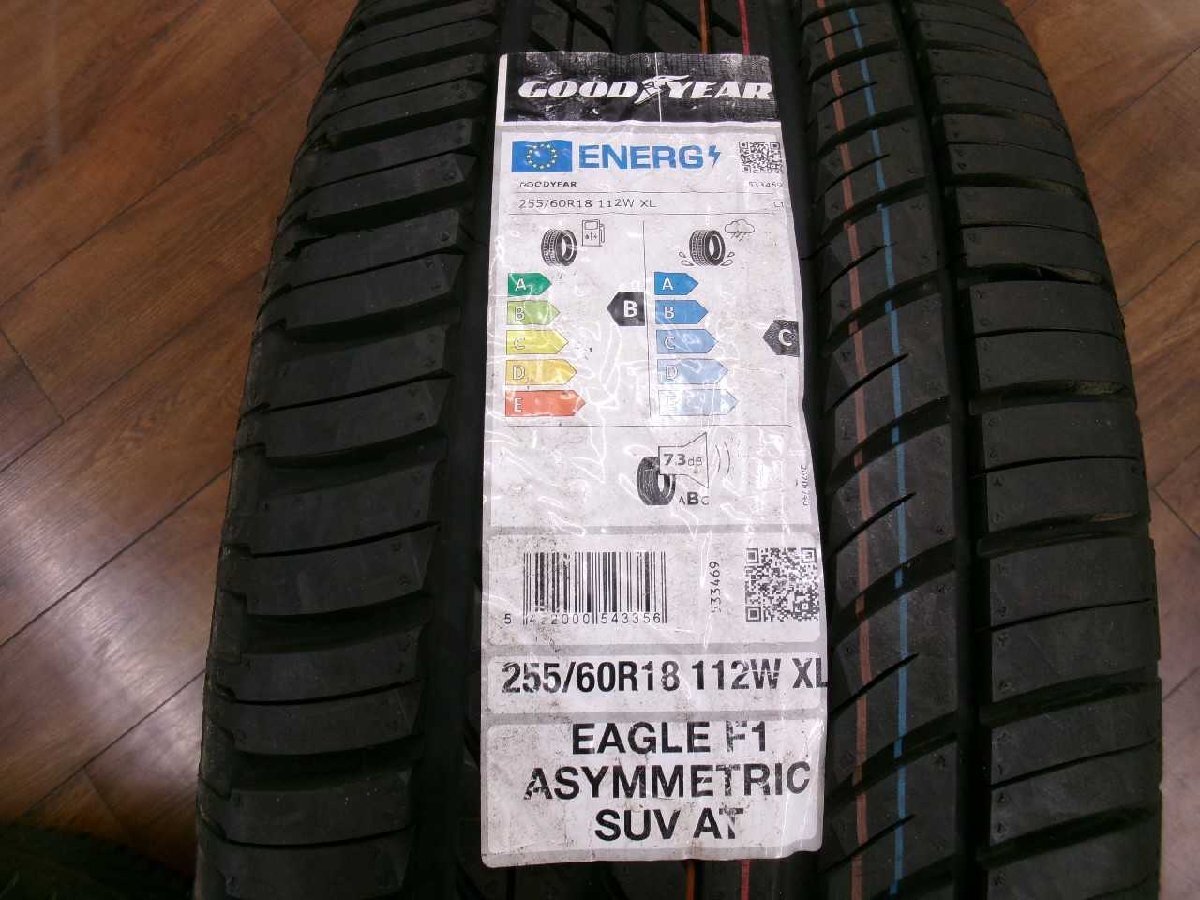 GOODYEAR
ENERG
GOODYEAR
255/60R18 112W XL
A
B
C
D
E
B
A
B
C
D
C
73dB
ABC
5 422000 543356
533469
255/60R18 112W XL
EAGLE F1
ASYMMETRIC
SUV AT